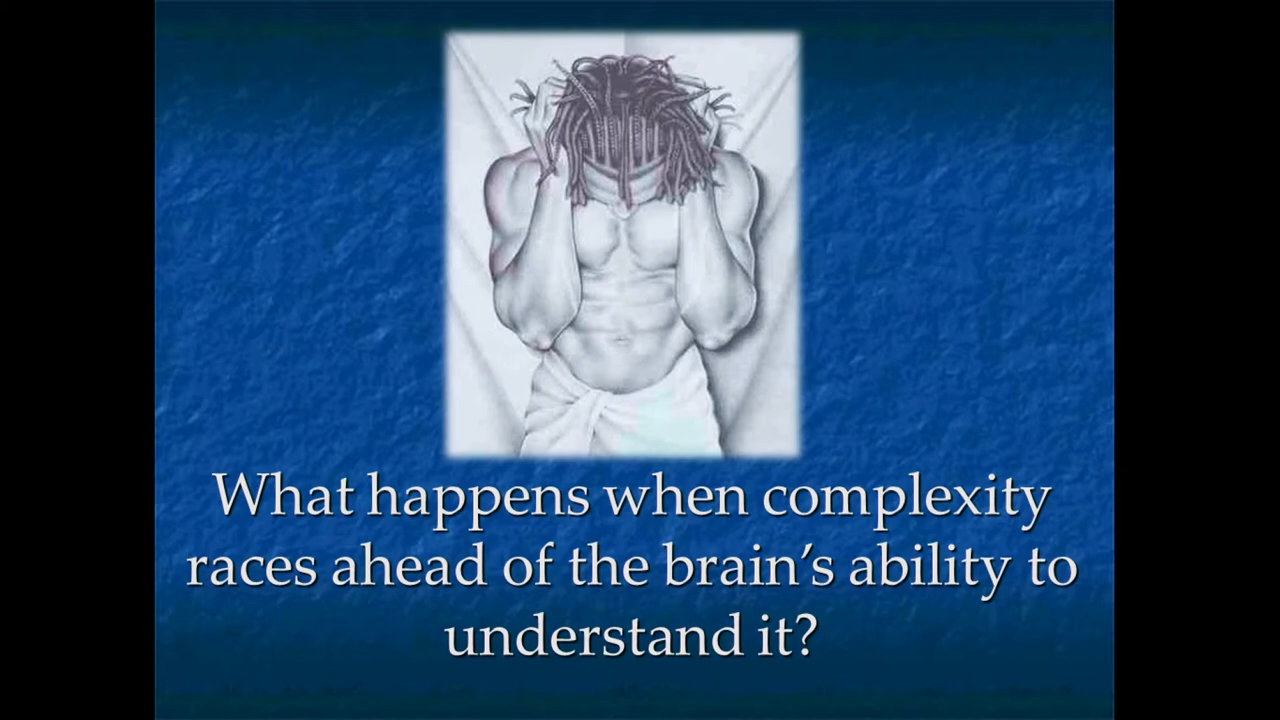 What happens when complexity
races ahead of the brain’s ability to
understand it?